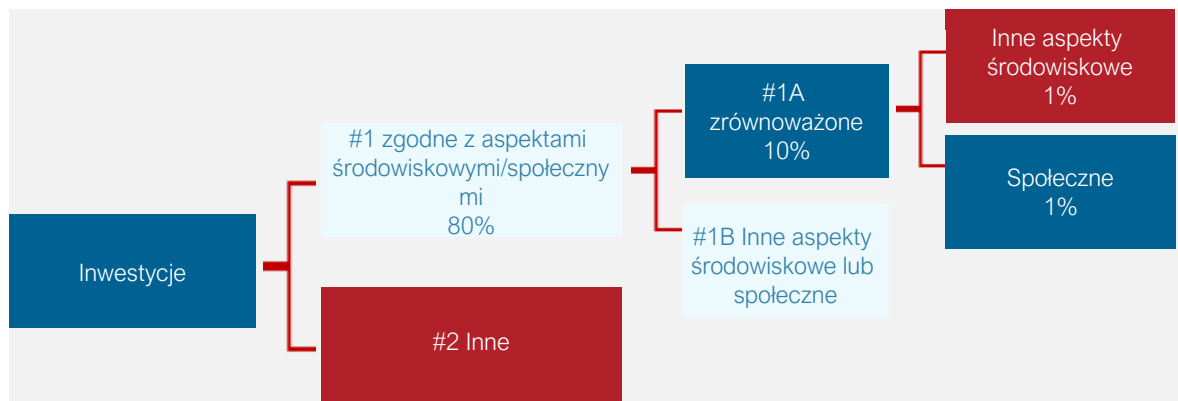 Inwestycje
#1 zgodne z aspektami
środowiskowymi/społeczny
mi
80%
#2 Inne
#1A
zrównoważone
10%
#1B Inne aspekty
środowiskowe lub
społeczne
Inne aspekty
środowiskowe
1%
Społeczne
1%